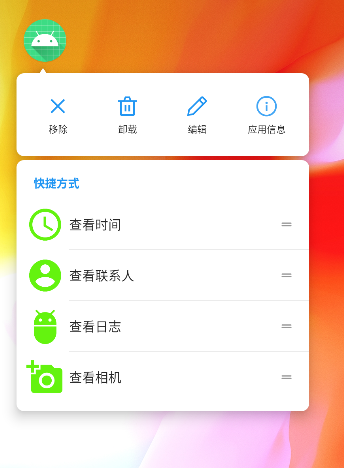 移除
卸载
编辑
应用信息
快捷方式
查看时间
查看联系人
查看日志
查看相机